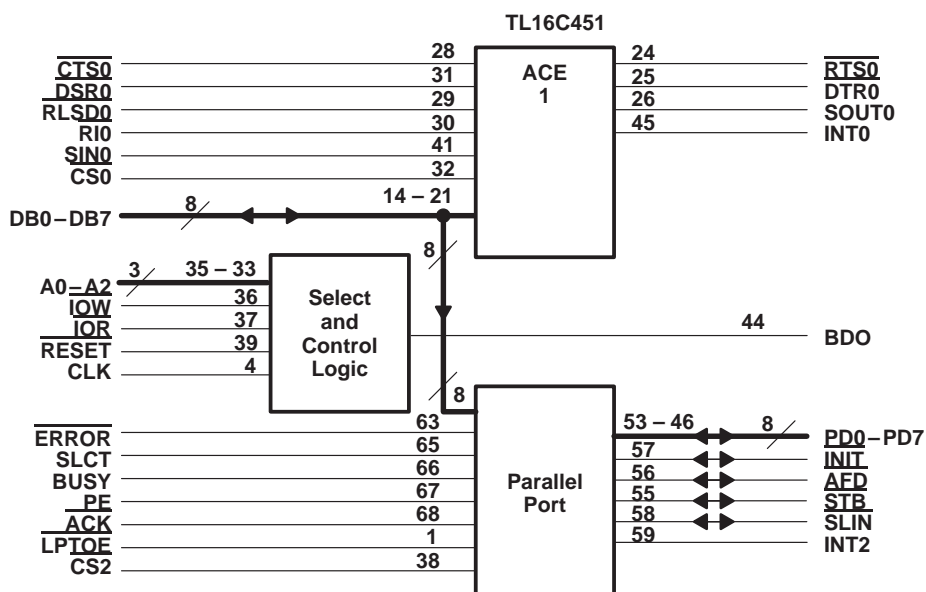 TL16C451
28
CTS0
24
RTS0
ACE
1
31
DSR0
25
DTR0
29
RLSD0
26
SOUT0
30
RI0
45
INT0
41
SIN0
32
CS0
14 – 21
8
DB0–DB7
8
3
35 – 33
A0–A2
36
IOW
37
IOR
39
RESET
4
CLK
Select
and
Control
Logic
44
BDO
8
63
ERROR
65
SLCT
66
BUSY
67
PE
68
ACK
1
LPTOE
38
CS2
Parallel
Port
53 – 46
8
PD0–PD7
57
INIT
56
AFD
55
STB
58
SLIN
59
INT2